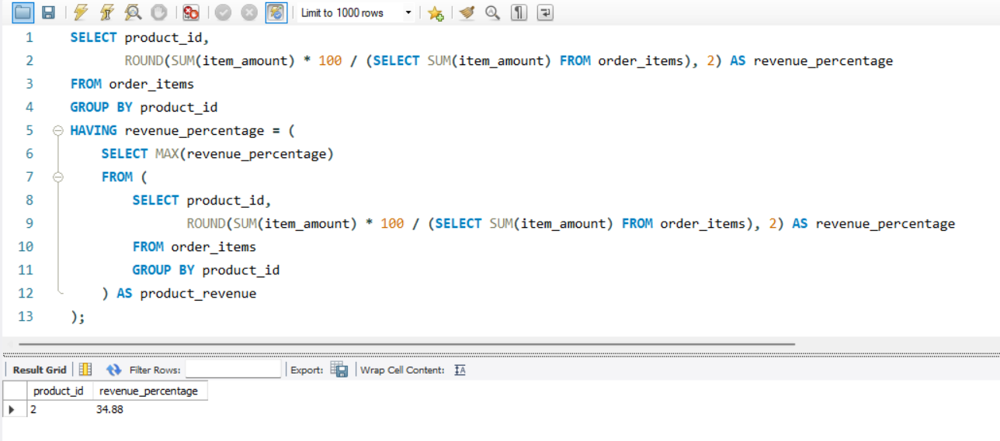 Limit to 1000 rows
1 SELECT product_id,
2 ROUND(SUM(item_amount) * 100 / (SELECT SUM(item_amount) FROM order_items), 2) AS revenue_percentage
3 FROM order_items
4 GROUP BY product_id
5 HAVING revenue_percentage = (
6 SELECT MAX(revenue_percentage)
7 FROM (
8 SELECT product_id,
9 ROUND(SUM(item_amount) * 100 / (SELECT SUM(item_amount) FROM order_items), 2) AS revenue_percentage
10 FROM order_items
11 GROUP BY product_id
12 ) AS product_revenue
13 );
Result Grid Filter Rows: Export: Wrap Cell Content:
product_id revenue_percentage
2 34.88